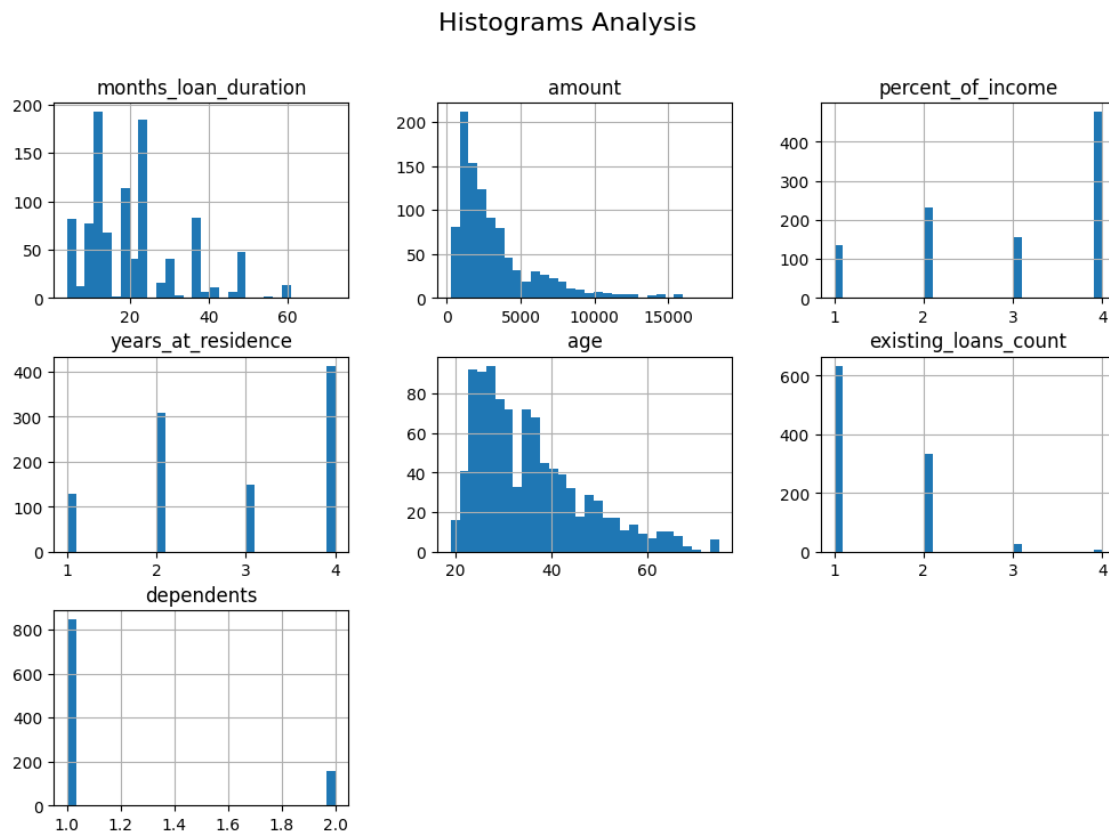 Histograms Analysis
months_loan_duration
200
150
100
50
0
20 40 60
amount
200
150
100
50
0
0 5000 10000 15000
percent_of_income
400
300
200
100
0
1 2 3 4
years_at_residence
400
300
200
100
0
1 2 3 4
age
80
60
40
20
0
20 40 60
existing_loans_count
600
400
200
0
1 2 3 4
dependents
800
600
400
200
0
1.0 1.2 1.4 1.6 1.8 2.0